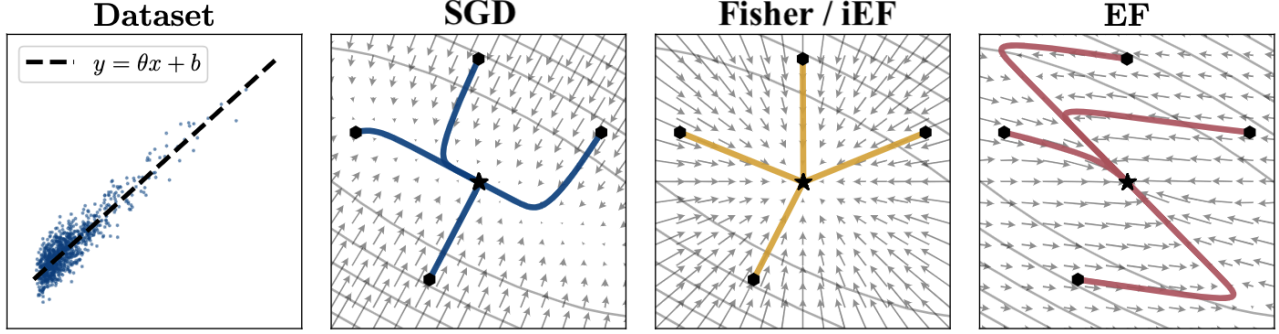 Dataset
SGD
Fisher / iEF
EF
y = θx + b